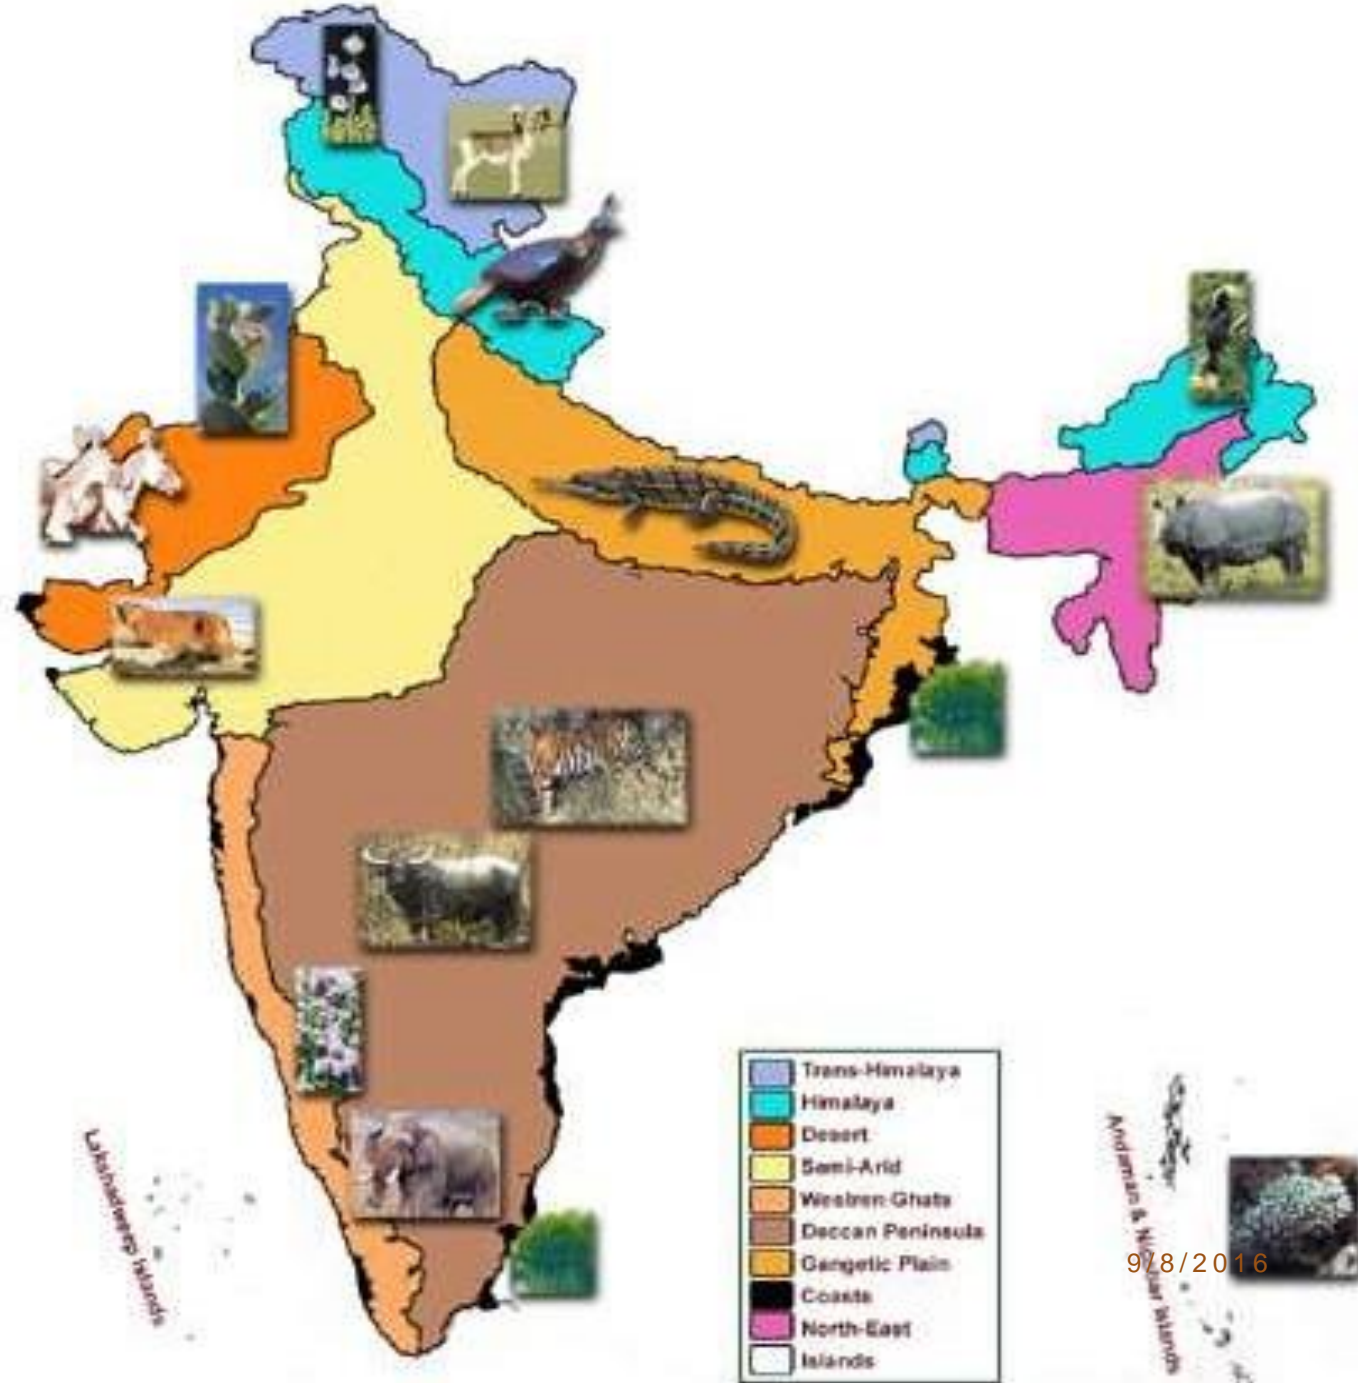 Trans-Himalaya
Himalaya
Desert
Semi-Arid
Westren Ghats
Deccan Peninsula
Gangetic Plain
Coasts
North-East
Islands
Lakshadwep Islands
Andaman & Nicobar Islands
9/8/2016